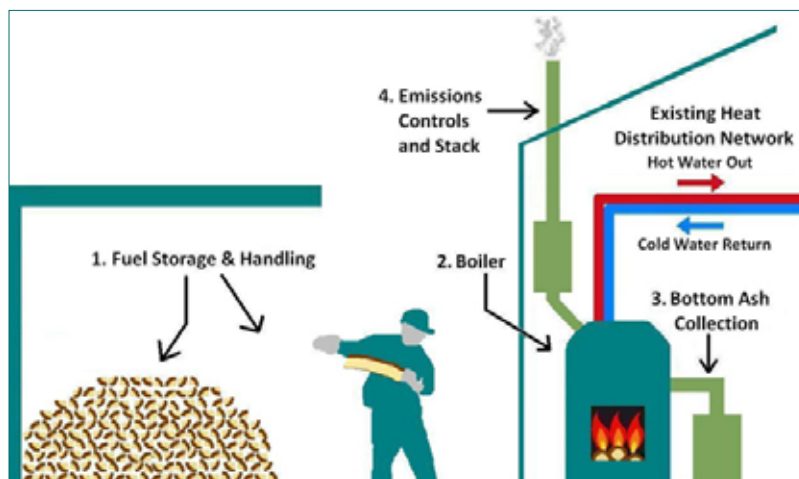 4. Emissions
Controls
and Stack
Existing Heat
Distribution Network
Hot Water Out
Cold Water Return
1. Fuel Storage & Handling
2. Boiler
3. Bottom Ash
Collection